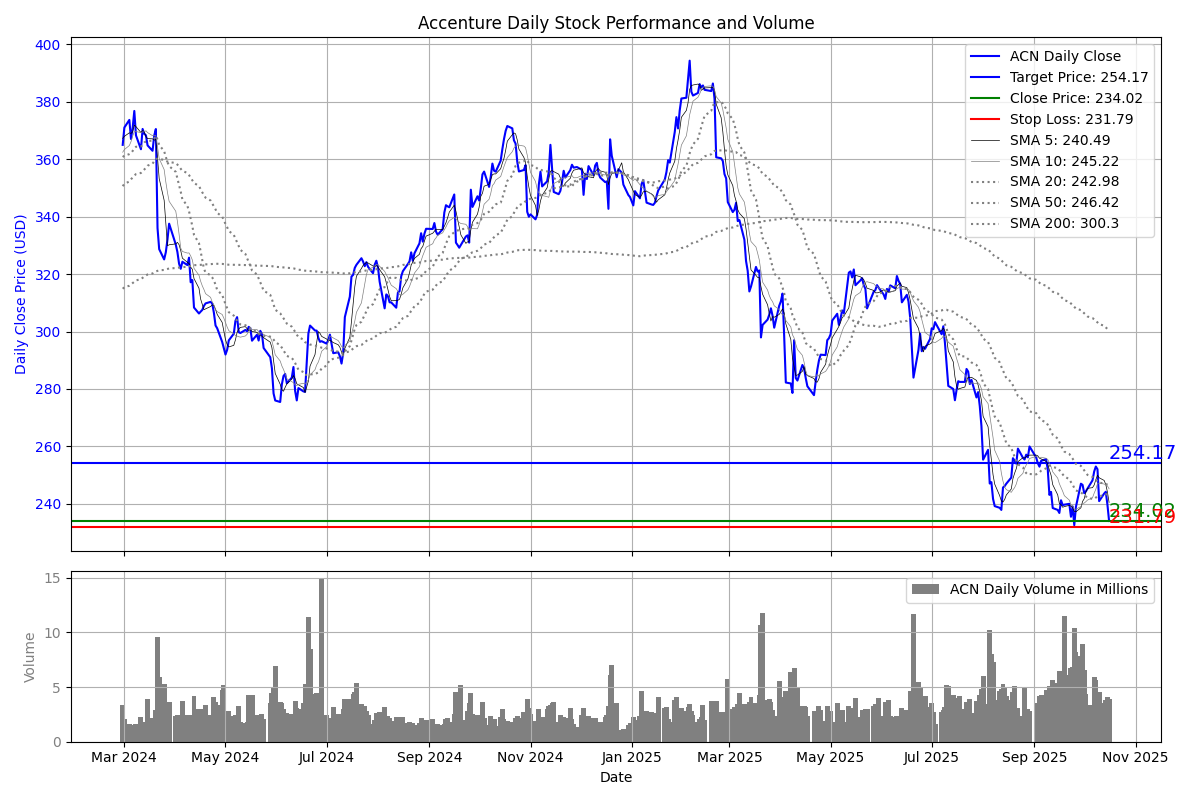 Accenture Daily Stock Performance and Volume
400
380
360
340
320
300
280
260
240
Daily Close Price (USD)
ACN Daily Close
Target Price: 254.17
Close Price: 234.02
Stop Loss: 231.79
SMA 5: 240.49
SMA 10: 245.22
SMA 20: 242.98
SMA 50: 246.42
SMA 200: 300.3
254.17
234.02
231.79
15
10
5
0
Volume
ACN Daily Volume in Millions
Mar 2024 May 2024 Jul 2024 Sep 2024 Nov 2024 Jan 2025 Mar 2025 May 2025 Jul 2025 Sep 2025 Nov 2025
Date